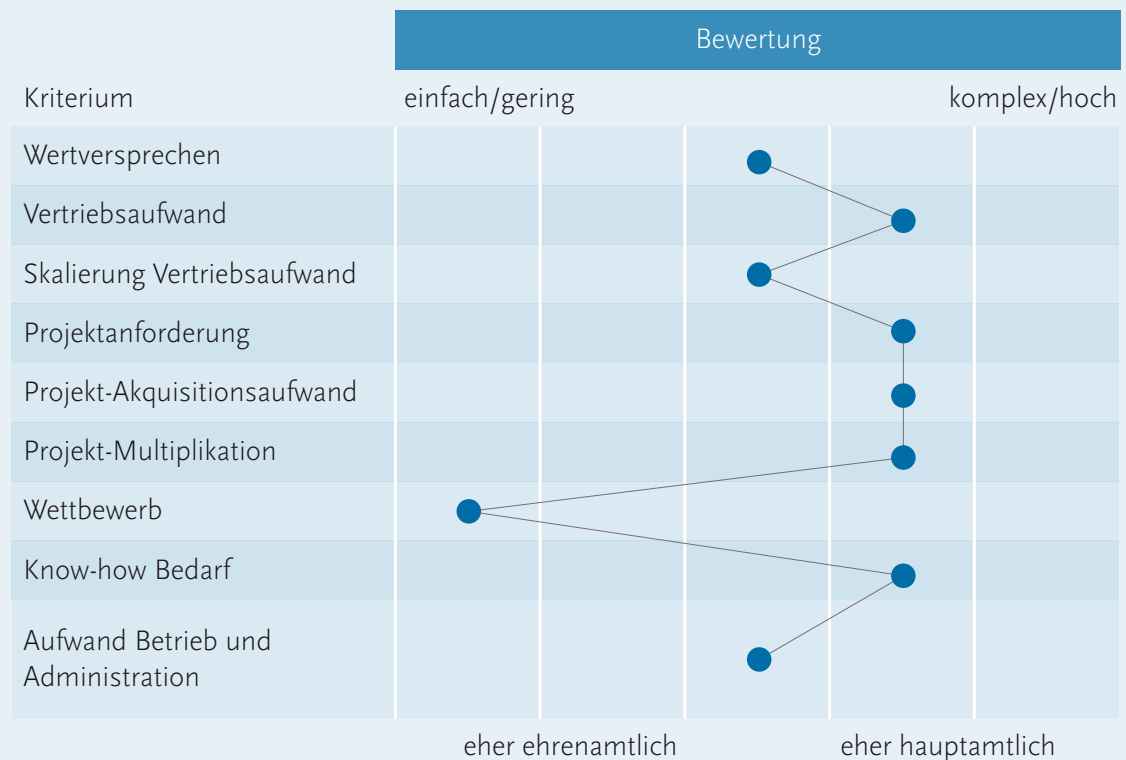 Bewertung
Kriterium einfach/gering komplex/hoch
Wertversprechen
Vertriebsaufwand
Skalierung Vertriebsaufwand
Projektanforderung
Projekt-Akquisitionsaufwand
Projekt-Multiplikation
Wettbewerb
Know-how Bedarf
Aufwand Betrieb und
Administration
eher ehrenamtlich eher hauptamtlich